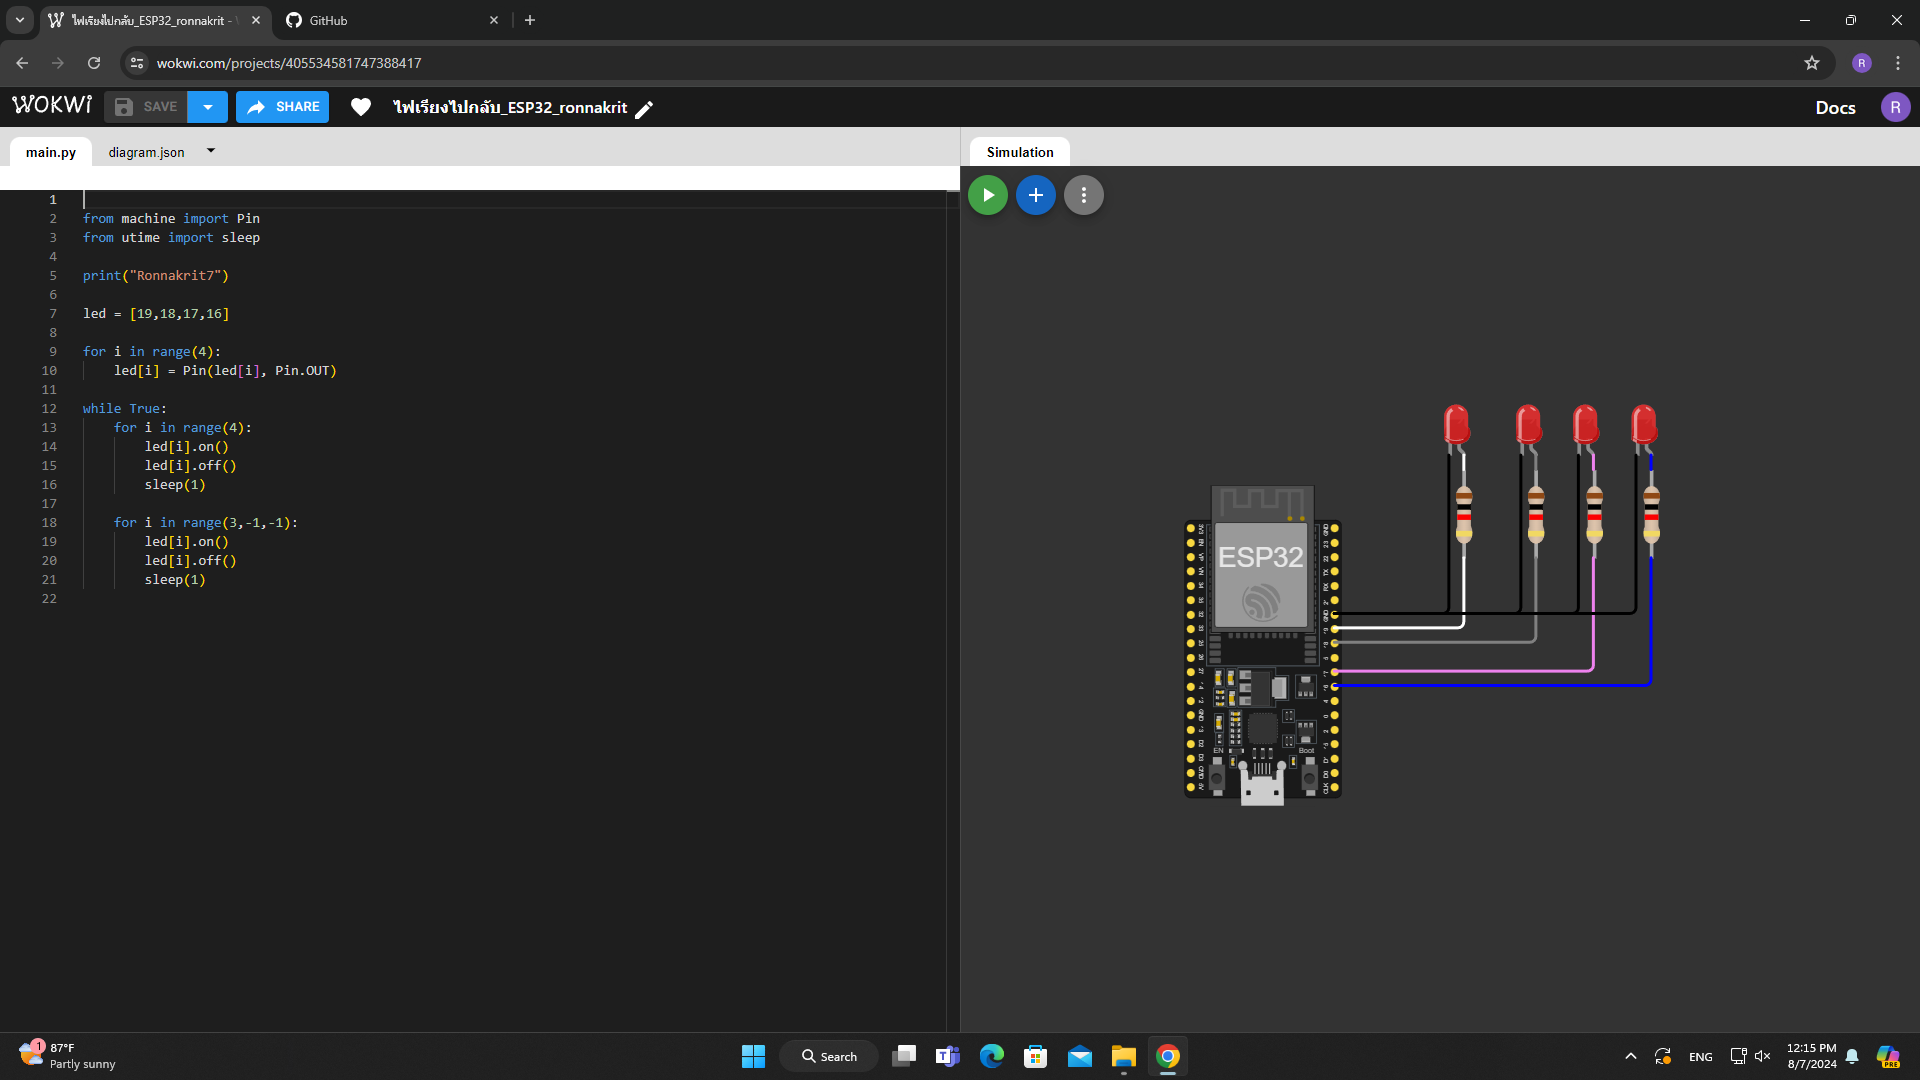 ไฟเรียงไปกลับ_ESP32_ronnakrit -
GitHub
wokwi.com/projects/405534581747388417
R
WOKWI
SAVE
SHARE
ไฟเรียงไปกลับ_ESP32_ronnakrit
Docs
R
main.py
diagram.json
Simulation
1
2 from machine import Pin
3 from utime import sleep
4
5 print("Ronnakrit7")
6
7 led = [19,18,17,16]
8
9 for i in range(4):
10 led[i] = Pin(led[i], Pin.OUT)
11
12 while True:
13 for i in range(4):
14 led[i].on()
15 led[i].off()
16 sleep(1)
17
18 for i in range(3,-1,-1):
19 led[i].on()
20 led[i].off()
21 sleep(1)
22
ESP32
EN
Boot
1
87°F
Partly sunny
Search
ENG
12:15 PM
8/7/2024
PRE